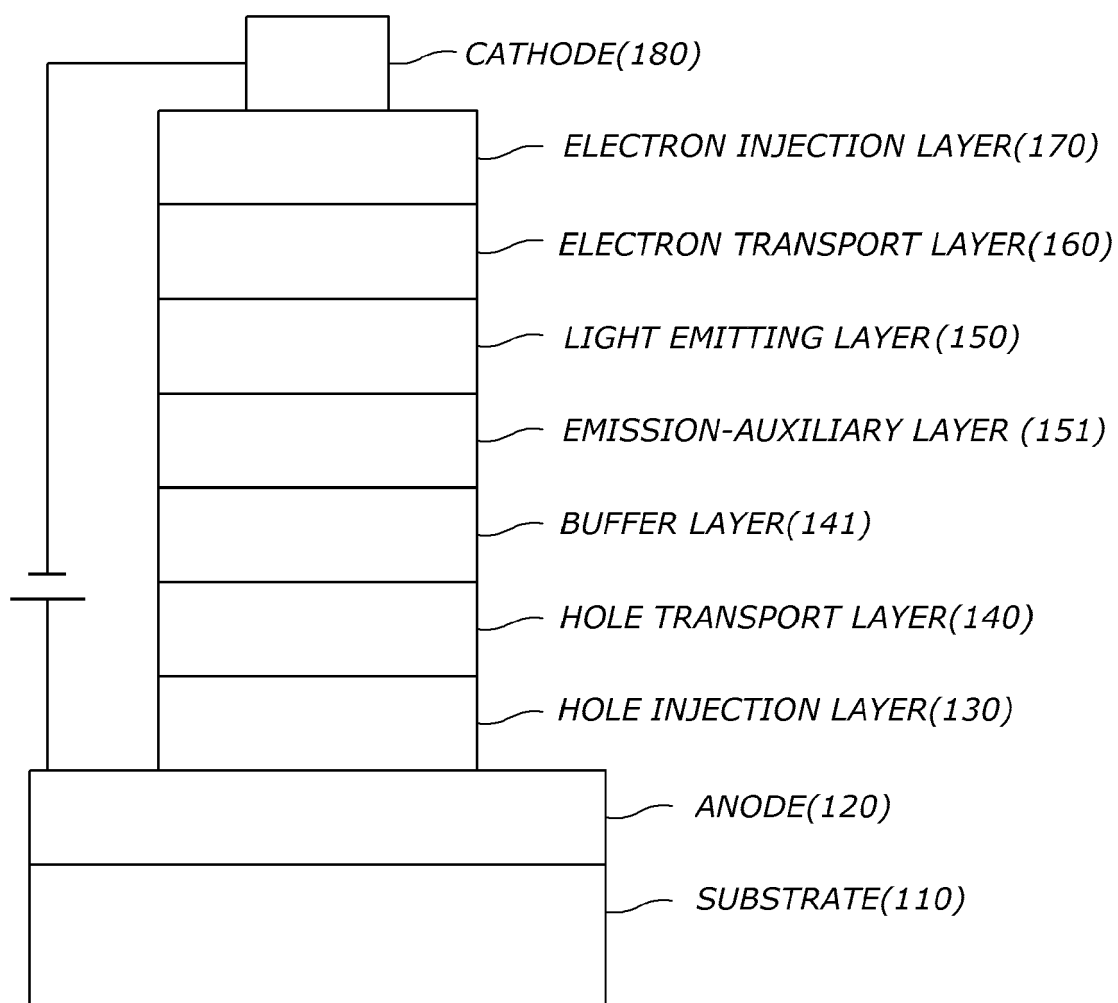 CATHODE(180)
ELECTRON INJECTION LAYER(170)
ELECTRON TRANSPORT LAYER(160)
LIGHT EMITTING LAYER(150)
EMISSION-AUXILIARY LAYER (151)
BUFFER LAYER(141)
HOLE TRANSPORT LAYER(140)
HOLE INJECTION LAYER(130)
ANODE(120)
SUBSTRATE(110)